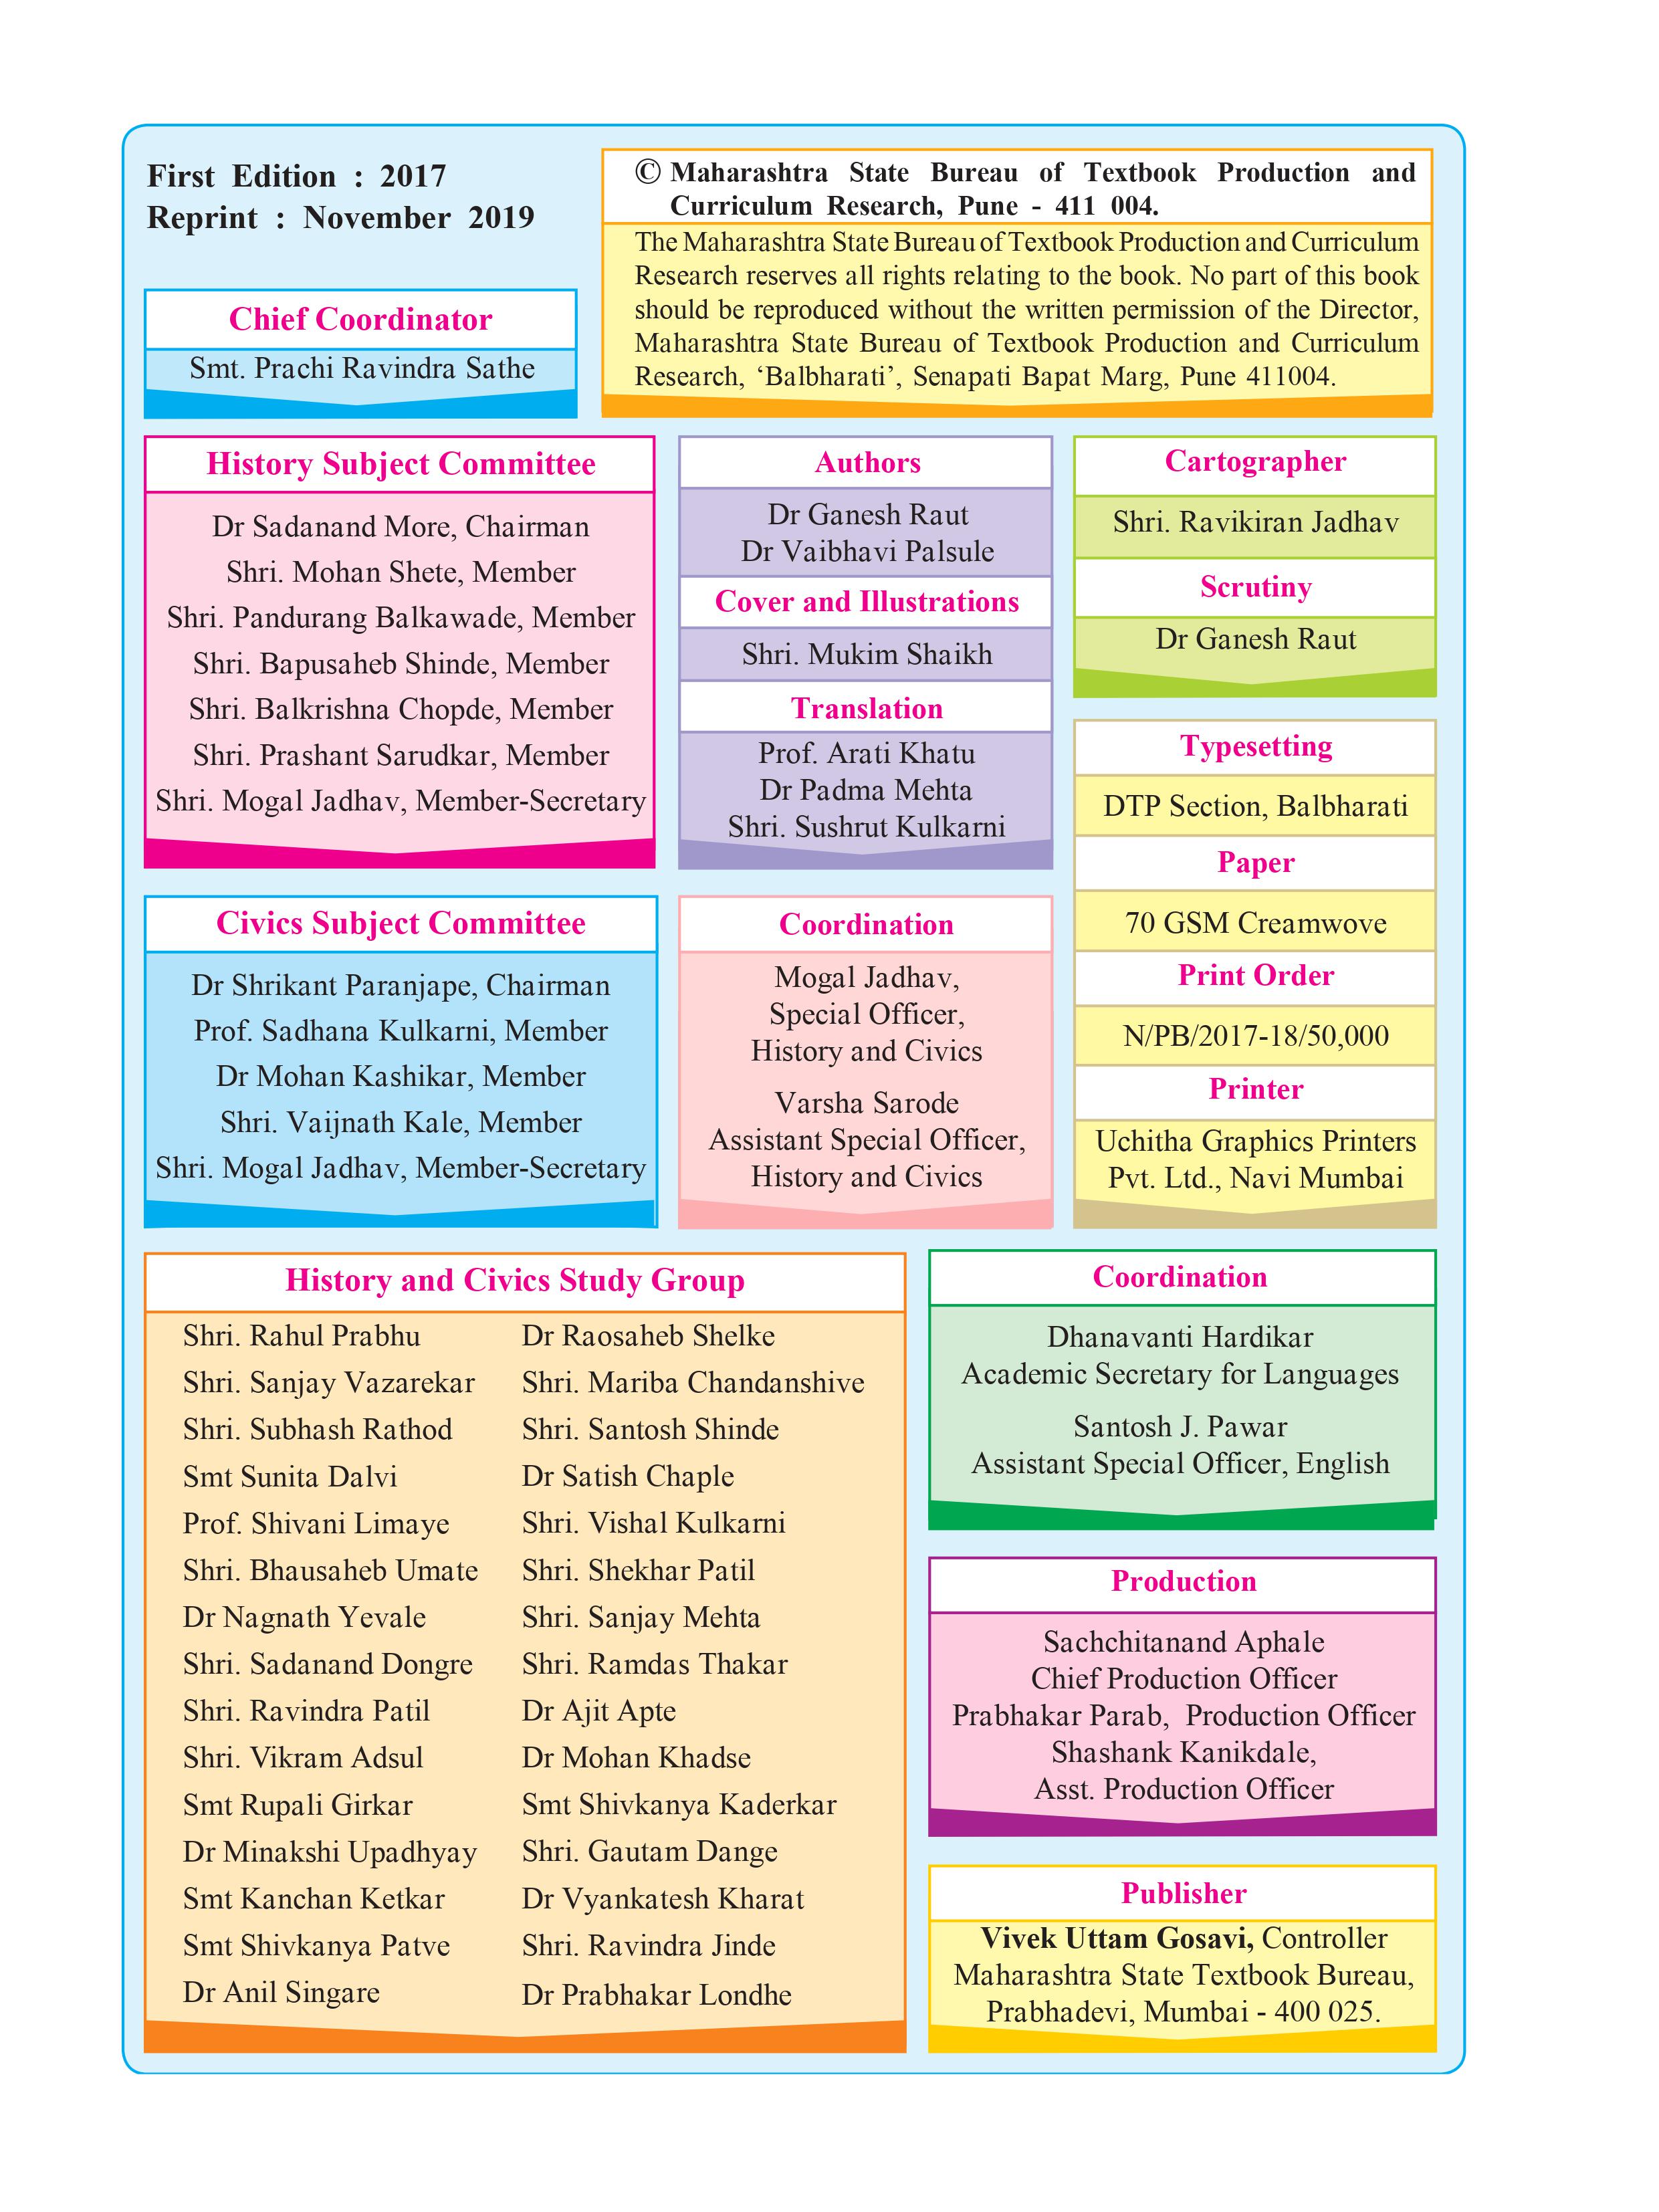 First Edition : 2017
Reprint : November 2019
© Maharashtra State Bureau of Textbook Production and
Curriculum Research, Pune - 411 004.
The Maharashtra State Bureau of Textbook Production and Curriculum
Research reserves all rights relating to the book. No part of this book
should be reproduced without the written permission of the Director,
Maharashtra State Bureau of Textbook Production and Curriculum
Research, ‘Balbharati’, Senapati Bapat Marg, Pune 411004.
Chief Coordinator
Smt. Prachi Ravindra Sathe
History Subject Committee
Dr Sadanand More, Chairman
Shri. Mohan Shete, Member
Shri. Pandurang Balkawade, Member
Shri. Bapusaheb Shinde, Member
Shri. Balkrishna Chopde, Member
Shri. Prashant Sarudkar, Member
Shri. Mogal Jadhav, Member-Secretary
Authors
Dr Ganesh Raut
Dr Vaibhavi Palsule
Cover and Illustrations
Shri. Mukim Shaikh
Translation
Prof. Arati Khatu
Dr Padma Mehta
Shri. Sushrut Kulkarni
Cartographer
Shri. Ravikiran Jadhav
Scrutiny
Dr Ganesh Raut
Typesetting
DTP Section, Balbharati
Paper
70 GSM Creamwove
Print Order
N/PB/2017-18/50,000
Printer
Uchitha Graphics Printers
Pvt. Ltd., Navi Mumbai
Civics Subject Committee
Dr Shrikant Paranjape, Chairman
Prof. Sadhana Kulkarni, Member
Dr Mohan Kashikar, Member
Shri. Vaijnath Kale, Member
Shri. Mogal Jadhav, Member-Secretary
Coordination
Mogal Jadhav,
Special Officer,
History and Civics
Varsha Sarode
Assistant Special Officer,
History and Civics
History and Civics Study Group
Shri. Rahul Prabhu
Shri. Sanjay Vazarekar
Shri. Subhash Rathod
Smt Sunita Dalvi
Prof. Shivani Limaye
Shri. Bhausaheb Umate
Dr Nagnath Yevale
Shri. Sadanand Dongre
Shri. Ravindra Patil
Shri. Vikram Adsul
Smt Rupali Girkar
Dr Minakshi Upadhyay
Smt Kanchan Ketkar
Smt Shivkanya Patve
Dr Anil Singare
Dr Raosaheb Shelke
Shri. Mariba Chandanshive
Shri. Santosh Shinde
Dr Satish Chaple
Shri. Vishal Kulkarni
Shri. Shekhar Patil
Shri. Sanjay Mehta
Shri. Ramdas Thakar
Dr Ajit Apte
Dr Mohan Khadse
Smt Shivkanya Kaderkar
Shri. Gautam Dange
Dr Vyankatesh Kharat
Shri. Ravindra Jinde
Dr Prabhakar Londhe
Coordination
Dhanavanti Hardikar
Academic Secretary for Languages
Santosh J. Pawar
Assistant Special Officer, English
Production
Sachchitanand Aphale
Chief Production Officer
Prabhakar Parab, Production Officer
Shashank Kanikdale,
Asst. Production Officer
Publisher
Vivek Uttam Gosavi, Controller
Maharashtra State Textbook Bureau,
Prabhadevi, Mumbai - 400 025.